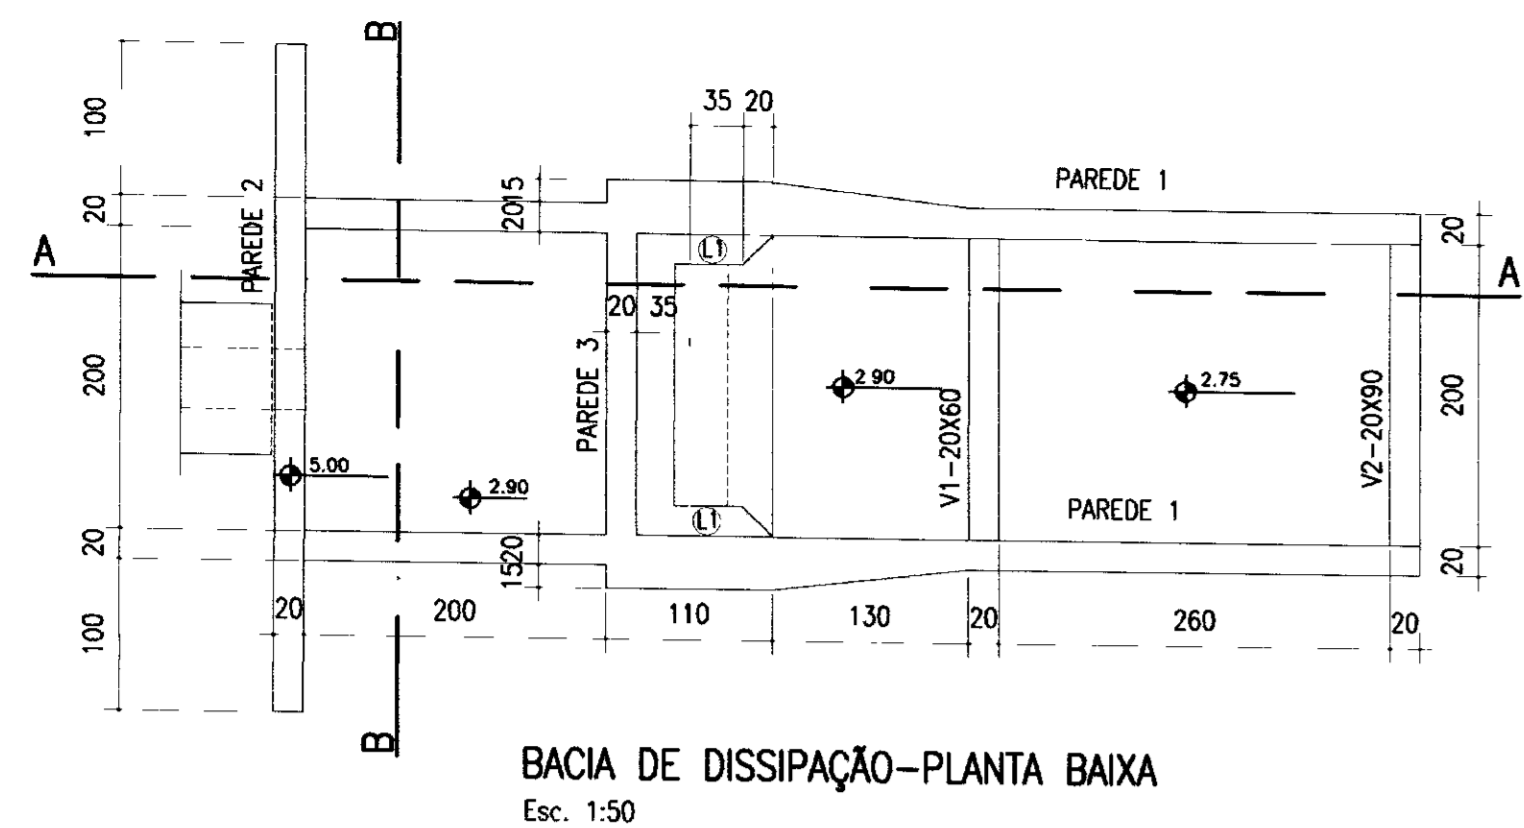 B
35 20
100
PAREDE 1
PAREDE 2
2015
20
20
L1
A
A
20 35
PAREDE 3
200
2 90
2.75
200
V1-20X60
V2-20X90
5.00
2.90
PAREDE 1
L1
20
1520
20
20
200
110
130
20
260
20
100
B
BACIA DE DISSIPAÇÃO-PLANTA BAIXA
Esc. 1:50